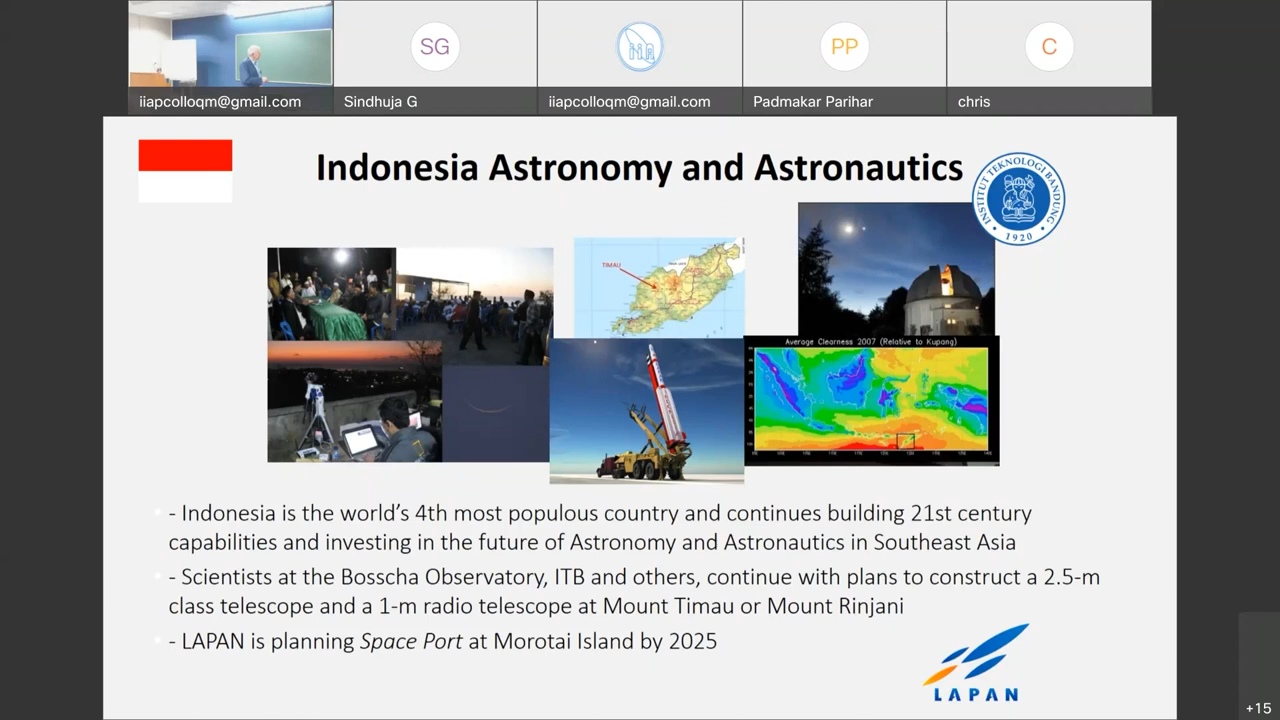 SG
PP
C
iiapcolloqm@gmail.com
Sindhuja G
iiapcolloqm@gmail.com
Padmakar Parihar
chris
Indonesia Astronomy and Astronautics
INSTITUT TEKNOLOGI BANDUNG
1920
TIMAU
Average Clearness 2007 (Relative to Kupang)
- Indonesia is the world’s 4th most populous country and continues building 21st century
capabilities and investing in the future of Astronomy and Astronautics in Southeast Asia
- Scientists at the Bosscha Observatory, ITB and others, continue with plans to construct a 2.5-m
class telescope and a 1-m radio telescope at Mount Timau or Mount Rinjani
- LAPAN is planning Space Port at Morotai Island by 2025
LAPAN
+15